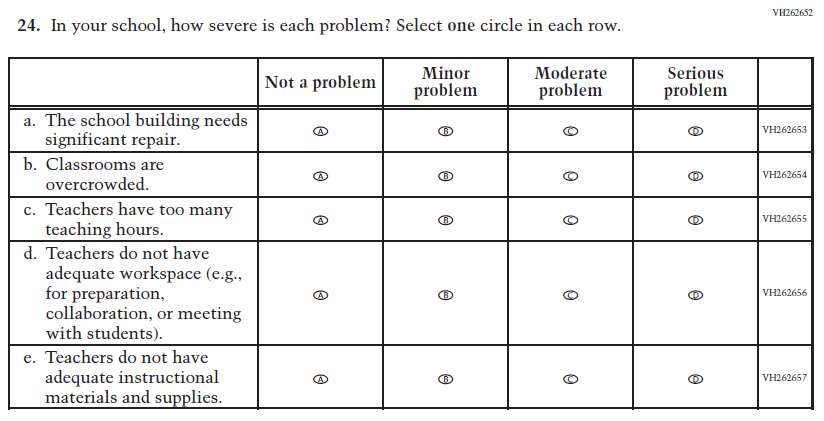 VH262652
24. In your school, how severe is each problem? Select one circle in each row.
Not a problem
Minor
problem
Moderate
problem
Serious
problem
a. The school building needs
significant repair.
A B C D VH262653
b. Classrooms are
overcrowded.
A B C D VH262654
c. Teachers have too many
teaching hours.
A B C D VH262655
d. Teachers do not have
adequate workspace (e.g.,
for preparation,
collaboration, or meeting
with students).
A B C D VH262656
e. Teachers do not have
adequate instructional
materials and supplies.
A B C D VH262657